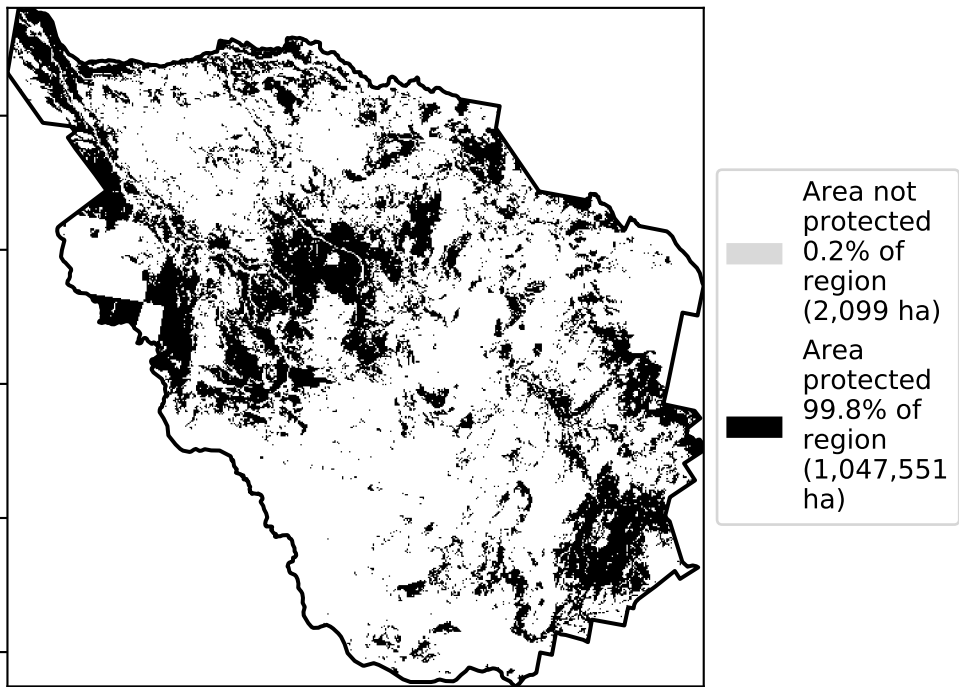 Area not
protected
0.2% of
region
(2,099 ha)
Area
protected
99.8% of
region
(1,047,551
ha)